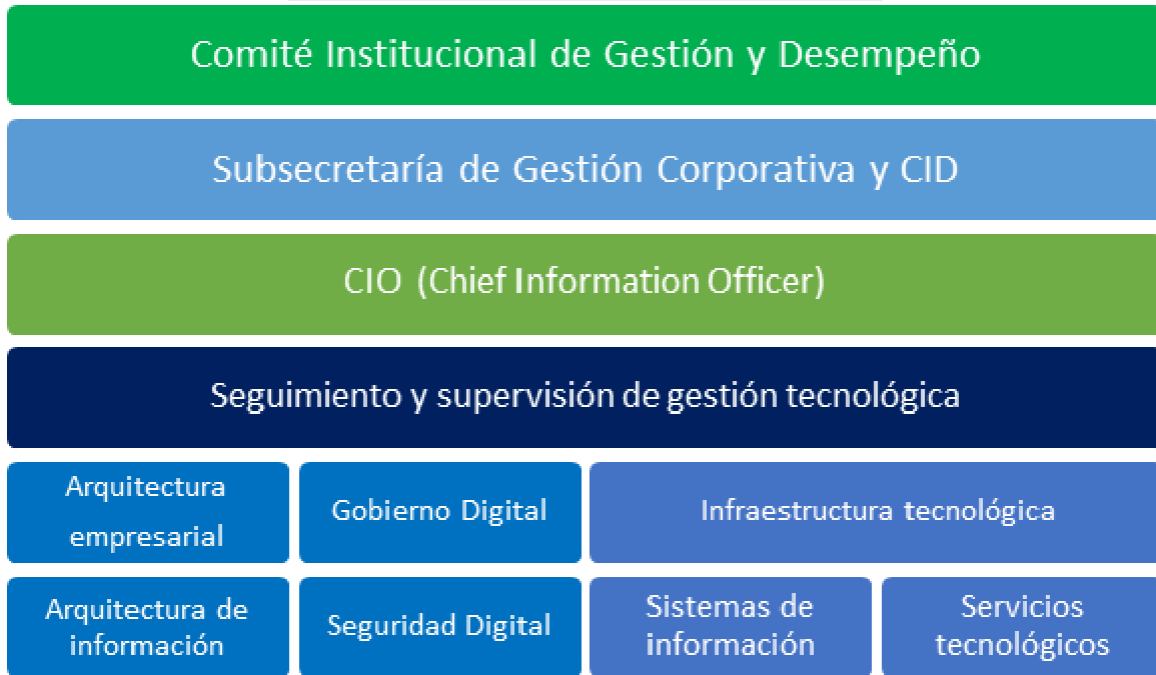 Comité Institucional de Gestión y Desempeño
Subsecretaría de Gestión Corporativa y CID
CIO (Chief Information Officer)
Seguimiento y supervisión de gestión tecnológica
Arquitectura
empresarial
Gobierno Digital
Infraestructura tecnológica
Arquitectura de
información
Seguridad Digital
Sistemas de
información
Servicios
tecnológicos